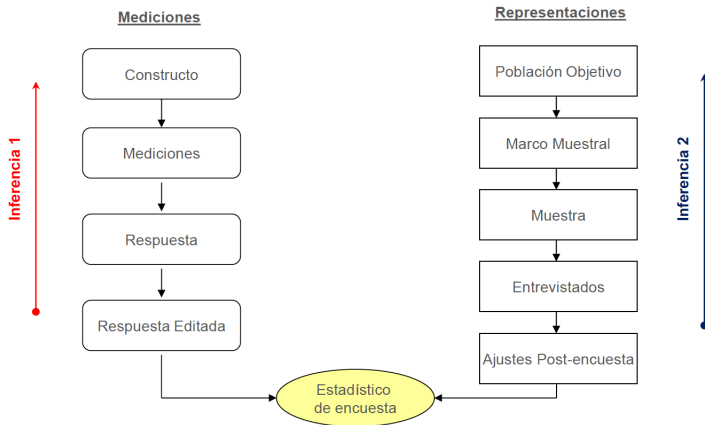 Mediciones
Representaciones
Constructo
Mediciones
Respuesta
Respuesta Editada
Población Objetivo
Marco Muestral
Muestra
Entrevistados
Ajustes Post-encuesta
Inferencia 1
Inferencia 2
Estadístico
de encuesta